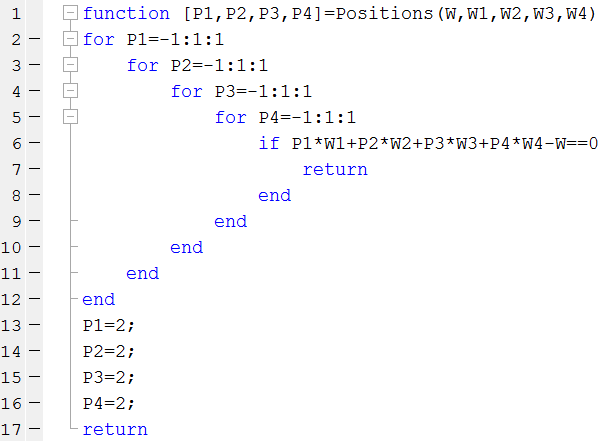 1 function [P1,P2,P3,P4]=Positions(W,W1,W2,W3,W4)
2 for P1=-1:1:1
3 for P2=-1:1:1
4 for P3=-1:1:1
5 for P4=-1:1:1
6 if P1*W1+P2*W2+P3*W3+P4*W4-W==0
7 return
8 end
9 end
10 end
11 end
12 end
13 P1=2;
14 P2=2;
15 P3=2;
16 P4=2;
17 return